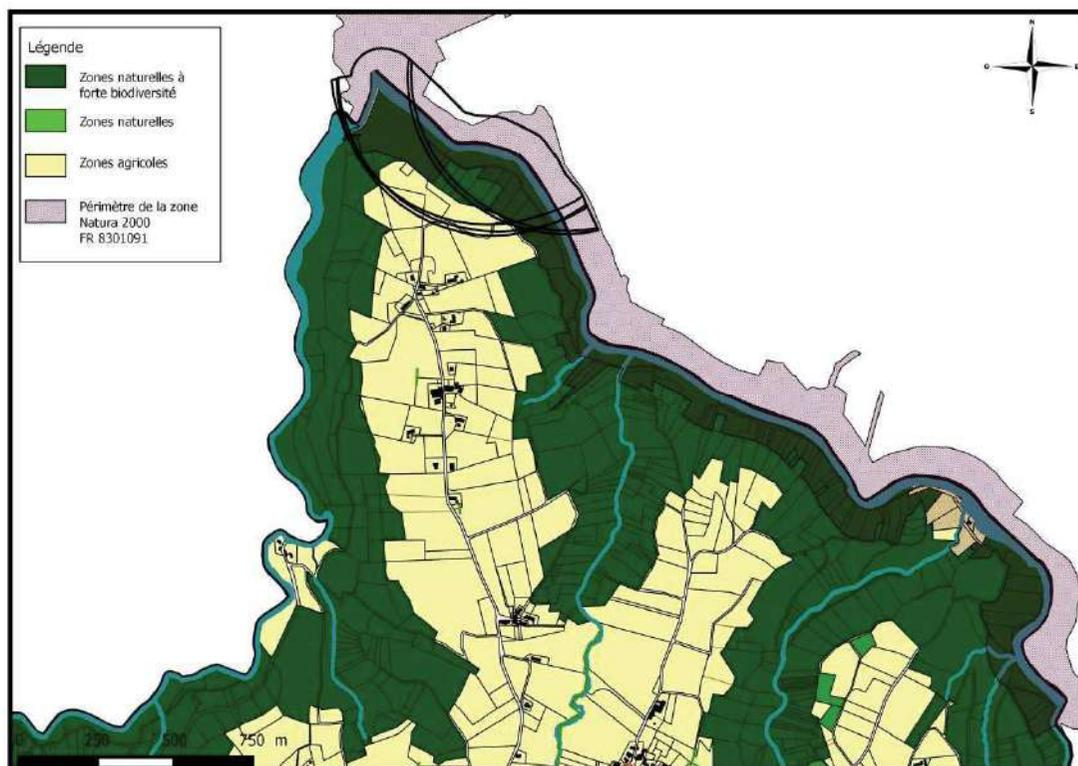 Légende
Zones naturelles à
forte biodiversité
Zones naturelles
Zones agricoles
Périmètre de la zone
Natura 2000
FR 8301091
N
O
E
S
0 250 500 750 m